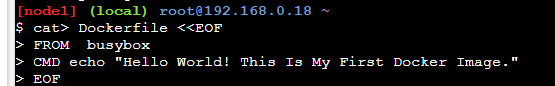 [node1] (local) root@192.168.0.18 ~
$ cat> Dockerfile <<EOF
> FROM  busybox
> CMD echo "Hello World! This Is My First Docker Image."
> EOF